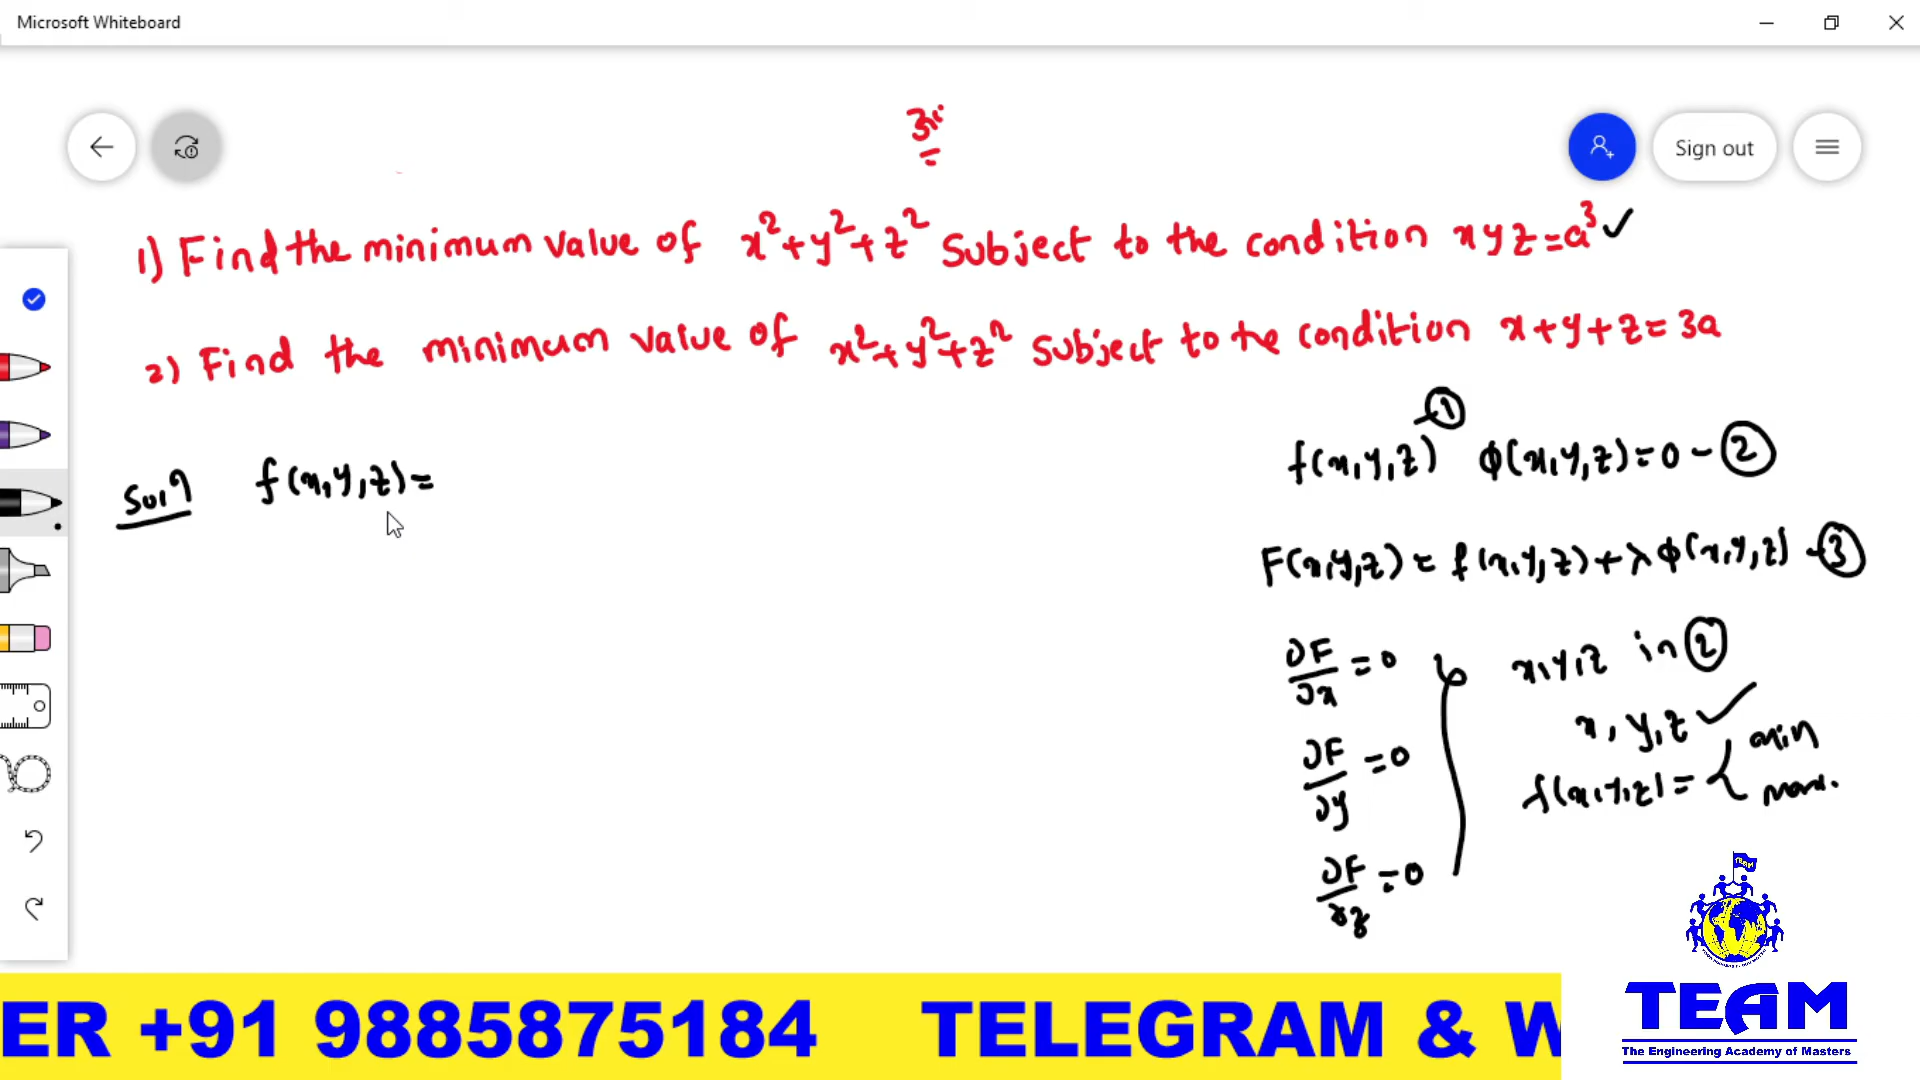 Microsoft Whiteboard
Sign out
1) Find the minimum value of x²+y²+z² subject to the condition xyz=a³ ✓
2) Find the minimum value of x²+y²+z² subject to the condition x+y+z=3a
Sol? f(x,y,z)=
f(x,y,z) -① φ(x,y,z)=0 - ②
F(x,y,z) = f(x,y,z)+λφ(x,y,z) -③
∂F/∂x =0
∂F/∂y =0
∂F/∂z =0
x,y,z in ②
x, y, z ✓
f(x,y,z) = { min
max.
ER +91 9885875184 TELEGRAM & W
TEAM
The Engineering Academy of Masters